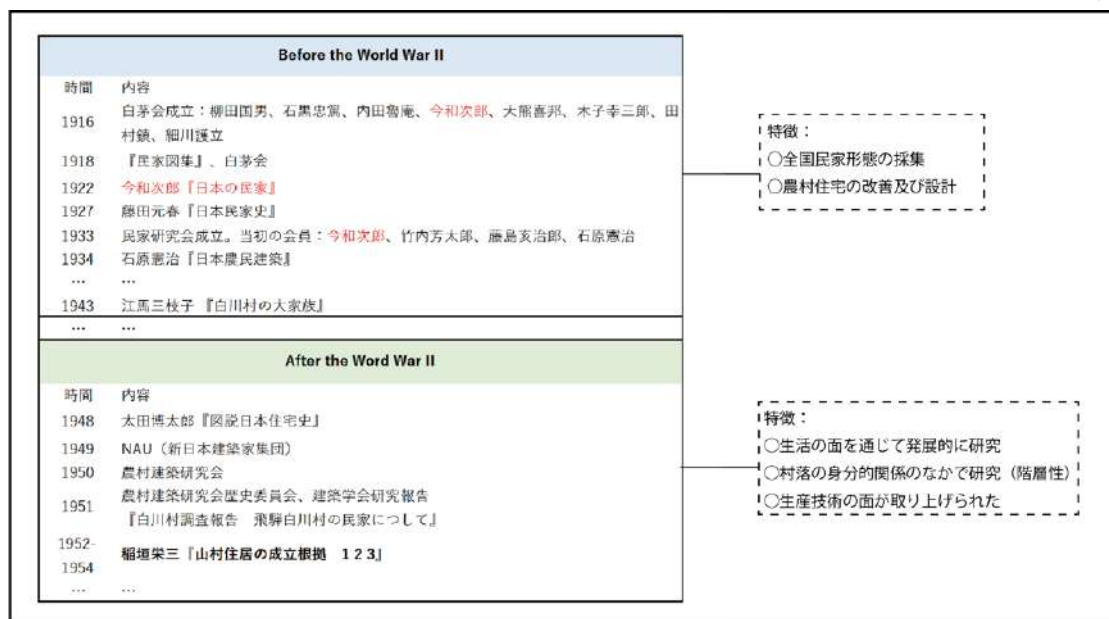 Before the World War II
時間 内容
1916 白茅会成立：柳田国男、石黒忠篤、内田魯庵、今和次郎、大熊喜邦、木子幸三郎、田
村鎮、細川護立
1918 『民家図集』、白茅会
1922 今和次郎『日本の民家』
1927 藤田元春『日本民家史』
1933 民家研究会成立。当初の会員：今和次郎、竹内芳太郎、藤島亥治郎、石原憲治
1934 石原憲治『日本農民建築』
… …
1943 江馬三枝子 『白川村の大家族』
… …
特徴：
○全国民家形態の採集
○農村住宅の改善及び設計
After the Word War II
時間 内容
1948 太田博太郎『図説日本住宅史』
1949 NAU（新日本建築家集団）
1950 農村建築研究会
1951 農村建築研究会歴史委員会、建築学会研究報告
『白川村調査報告 飛騨白川村の民家につして』
1952-
1954 稲垣栄三『山村住居の成立根拠 1 2 3』
… …
特徴：
○生活の面を通じて発展的に研究
○村落の身分的関係のなかで研究（階層性）
○生産技術の面が取り上げられた